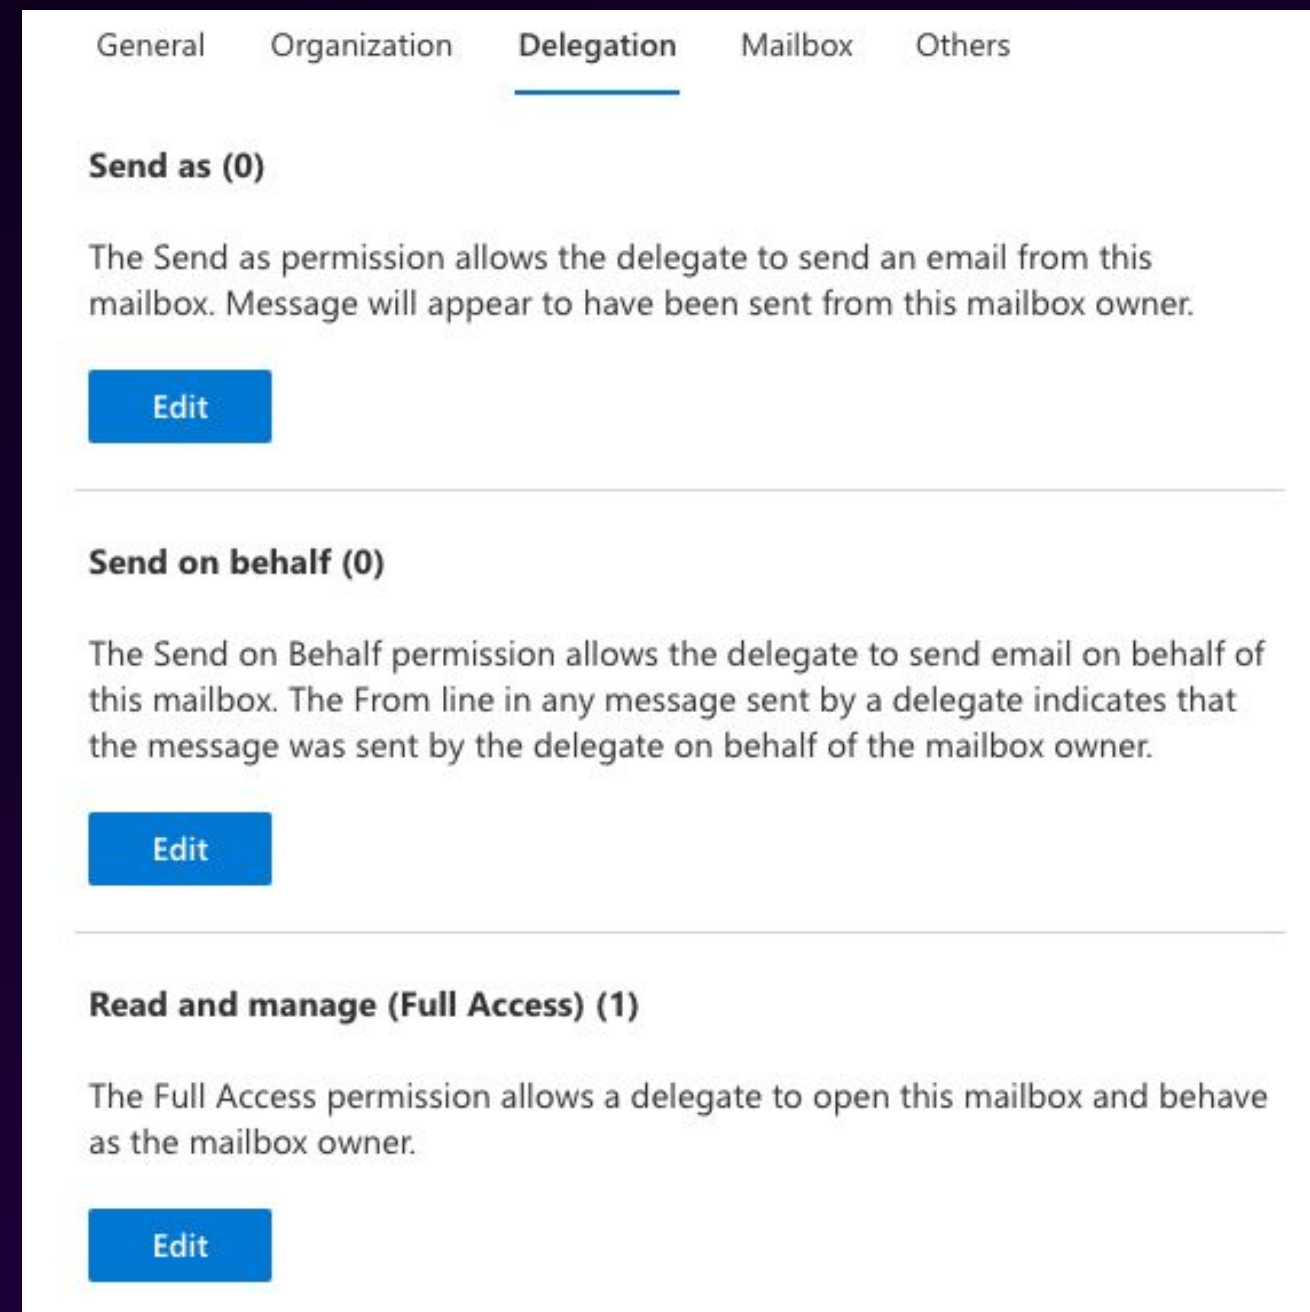 General Organization Delegation Mailbox Others
Send as (0)
The Send as permission allows the delegate to send an email from this
mailbox. Message will appear to have been sent from this mailbox owner.
Edit
Send on behalf (0)
The Send on Behalf permission allows the delegate to send email on behalf of
this mailbox. The From line in any message sent by a delegate indicates that
the message was sent by the delegate on behalf of the mailbox owner.
Edit
Read and manage (Full Access) (1)
The Full Access permission allows a delegate to open this mailbox and behave
as the mailbox owner.
Edit